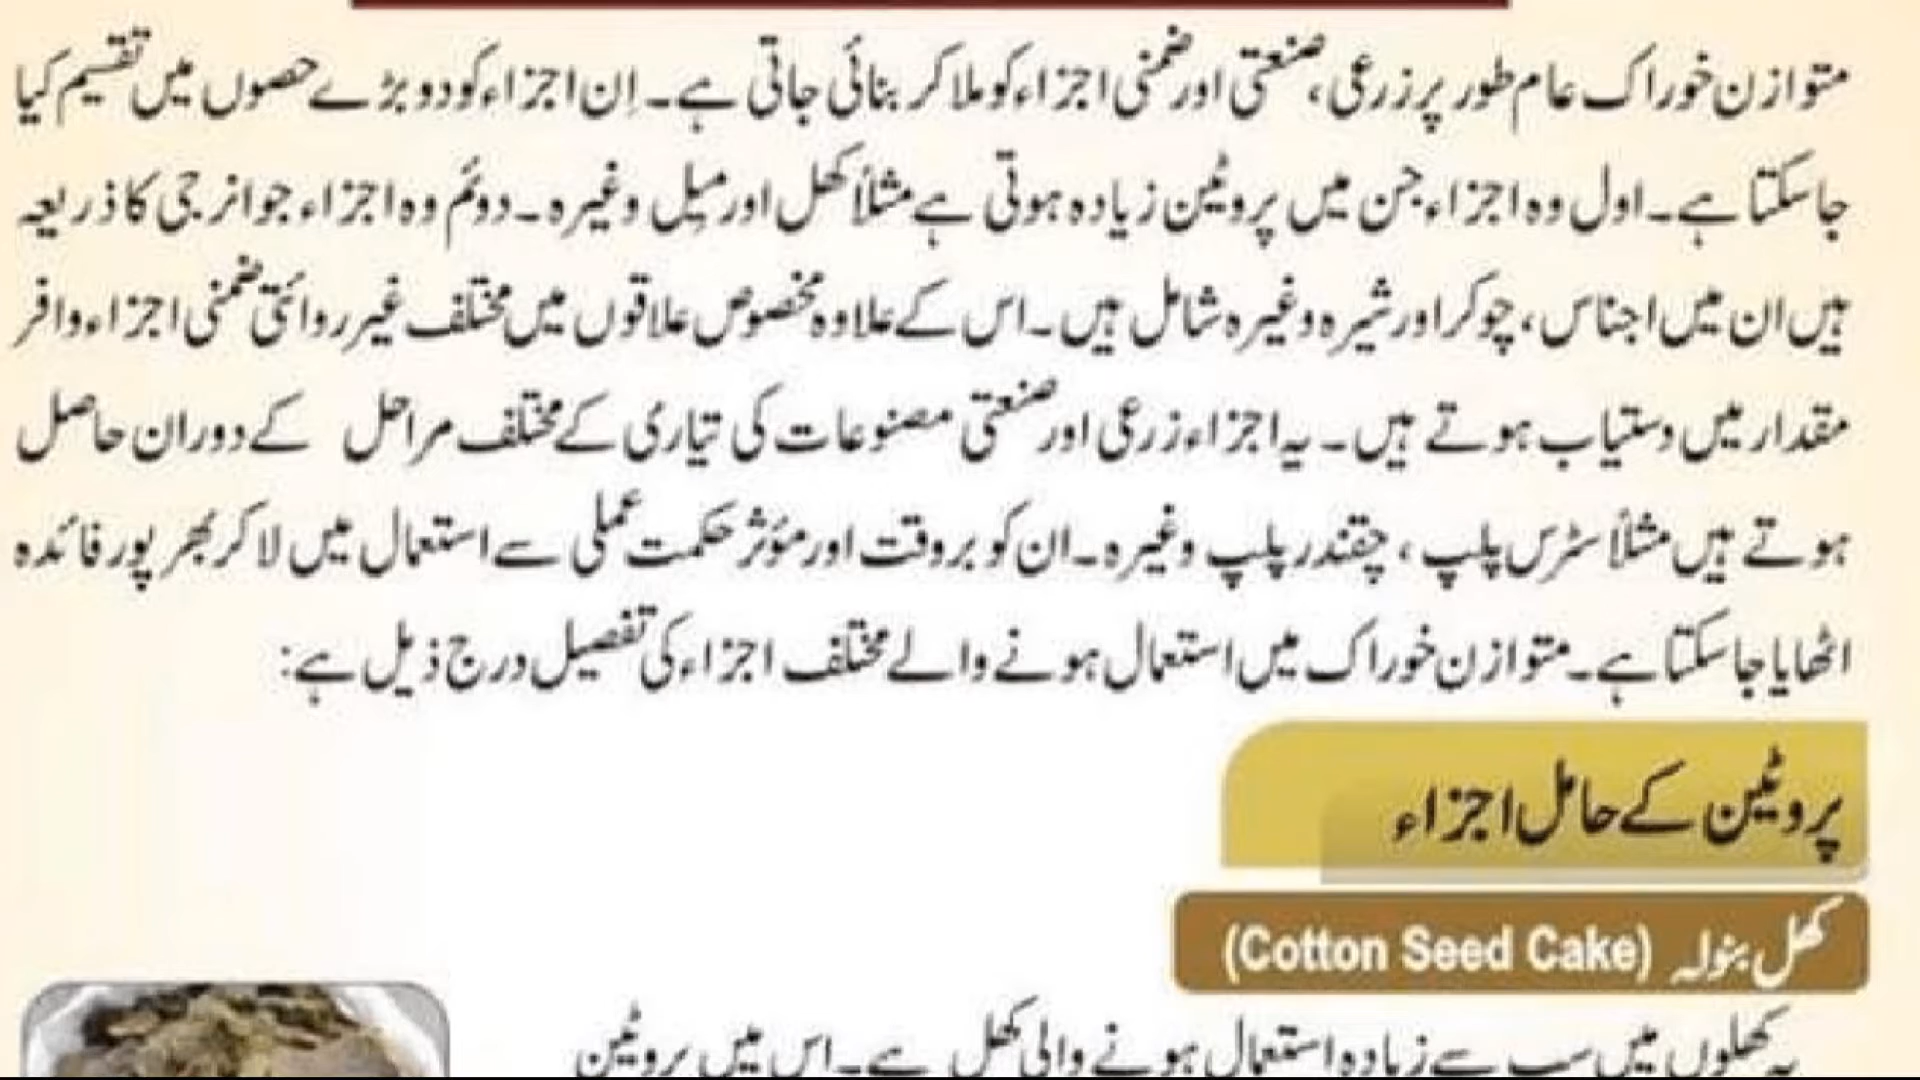 متوازن خوراک عام طور پر زرعی، صنعتی اور ضمنی اجزاء کو ملا کر بنائی جاتی ہے۔ اِن اجزاء کو دو بڑے حصوں میں تقسیم کیا
جاسکتا ہے۔ اول وہ اجزاء جن میں پروٹین زیادہ ہوتی ہے مثلاً کھل اور میِل وغیرہ۔ دوئم وہ اجزاء جو انرجی کا ذریعہ
ہیں ان میں اجناس، چوکر اور شیرہ وغیرہ شامل ہیں۔ اس کے علاوہ مخصوص علاقوں میں مختلف غیر روائتی ضمنی اجزاء وافر
مقدار میں دستیاب ہوتے ہیں۔ یہ اجزاء زرعی اور صنعتی مصنوعات کی تیاری کے مختلف مراحل کے دوران حاصل
ہوتے ہیں مثلاً سٹرس پلپ، چقندر پلپ وغیرہ۔ ان کو بروقت اور مؤثر حکمت عملی سے استعمال میں لا کر بھر پور فائدہ
اٹھایا جاسکتا ہے۔ متوازن خوراک میں استعمال ہونے والے مختلف اجزاء کی تفصیل درج ذیل ہے:
پروٹین کے حامل اجزاء
کھل بنولہ (Cotton Seed Cake)
یہ کھلوں میں سب سے زیادہ استعمال ہونے والی کھل ہے۔ اس میں پروٹین